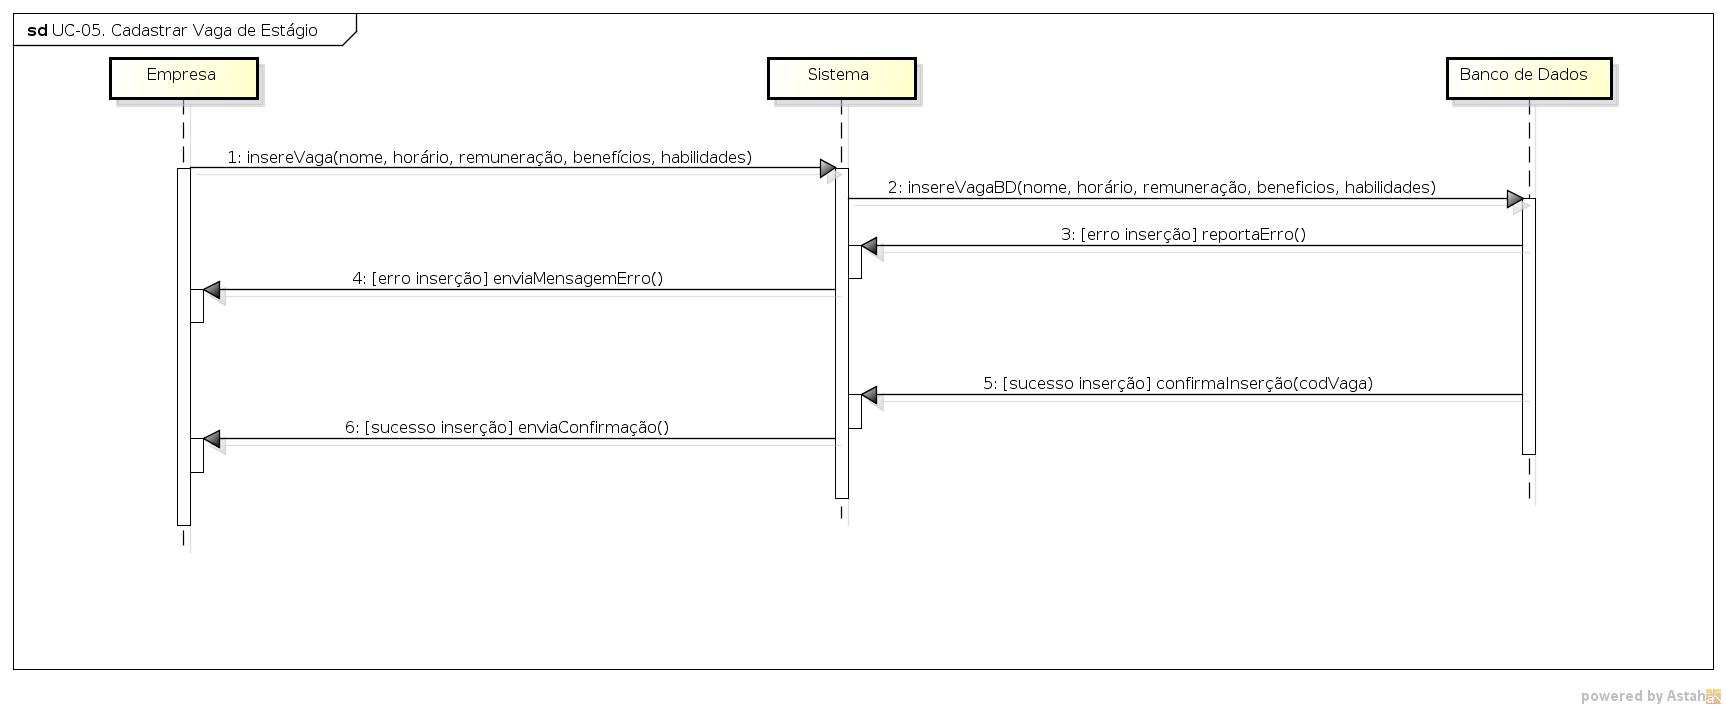 sd UC-05. Cadastrar Vaga de Estágio
Empresa
Sistema
Banco de Dados
1: insereVaga(nome, horário, remuneração, benefícios, habilidades)
2: insereVagaBD(nome, horário, remuneração, beneficios, habilidades)
3: [erro inserção] reportaErro()
4: [erro inserção] enviaMensagemErro()
5: [sucesso inserção] confirmaInserção(codVaga)
6: [sucesso inserção] enviaConfirmação()
powered by Astah